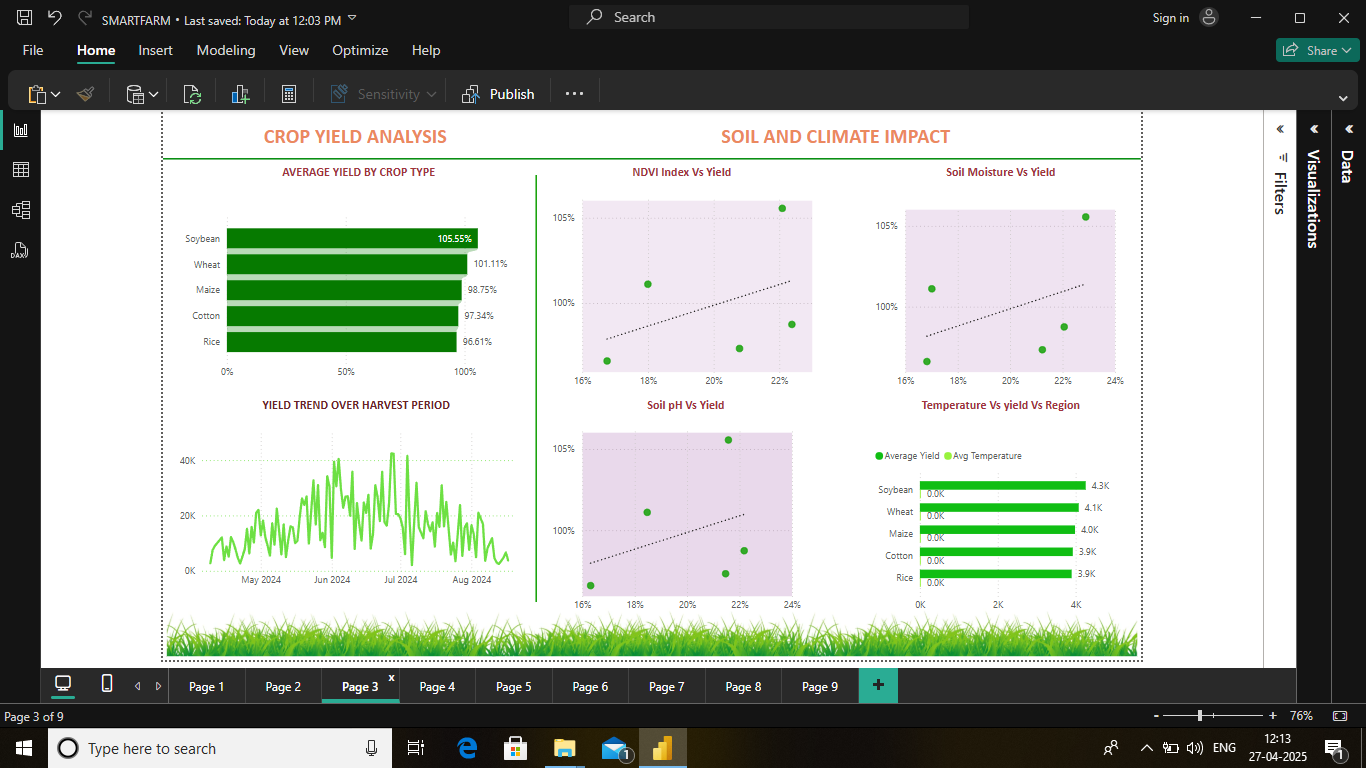 SMARTFARM • Last saved: Today at 12:03 PM
Search
Sign in
File Home Insert Modeling View Optimize Help
Share
Sensitivity
Publish
CROP YIELD ANALYSIS
SOIL AND CLIMATE IMPACT
AVERAGE YIELD BY CROP TYPE
0% 50% 100%
Soybean 105.55%
Wheat 101.11%
Maize 98.75%
Cotton 97.34%
Rice 96.61%
NDVI Index Vs Yield
105%
100%
16% 18% 20% 22%
Soil Moisture Vs Yield
105%
100%
16% 18% 20% 22% 24%
YIELD TREND OVER HARVEST PERIOD
40K
20K
0K
May 2024 Jun 2024 Jul 2024 Aug 2024
Soil pH Vs Yield
105%
100%
16% 18% 20% 22% 24%
Temperature Vs yield Vs Region
Average Yield Avg Temperature
Soybean 4.3K
0.0K
Wheat 4.1K
0.0K
Maize 4.0K
0.0K
Cotton 3.9K
0.0K
Rice 3.9K
0.0K
0K 2K 4K
Filters
Visualizations
Data
DAX
Page 1 Page 2 Page 3 x Page 4 Page 5 Page 6 Page 7 Page 8 Page 9 +
Page 3 of 9
- + 76%
Type here to search
1
ENG
12:13
27-04-2025
1